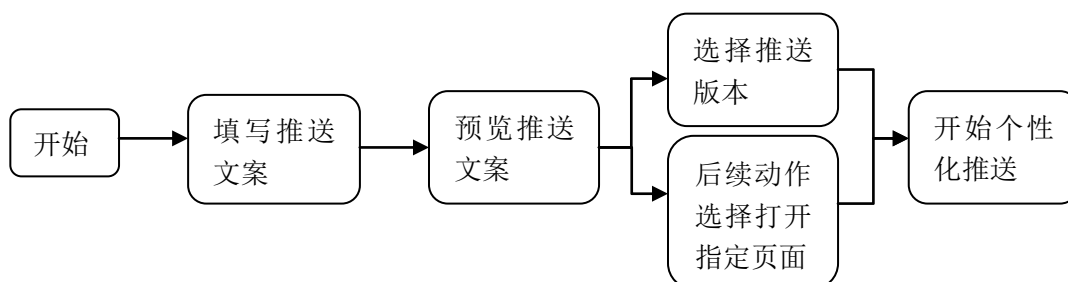 开始
填写推送
文案
预览推送
文案
选择推送
版本
后续动作
选择打开
指定页面
开始个性
化推送